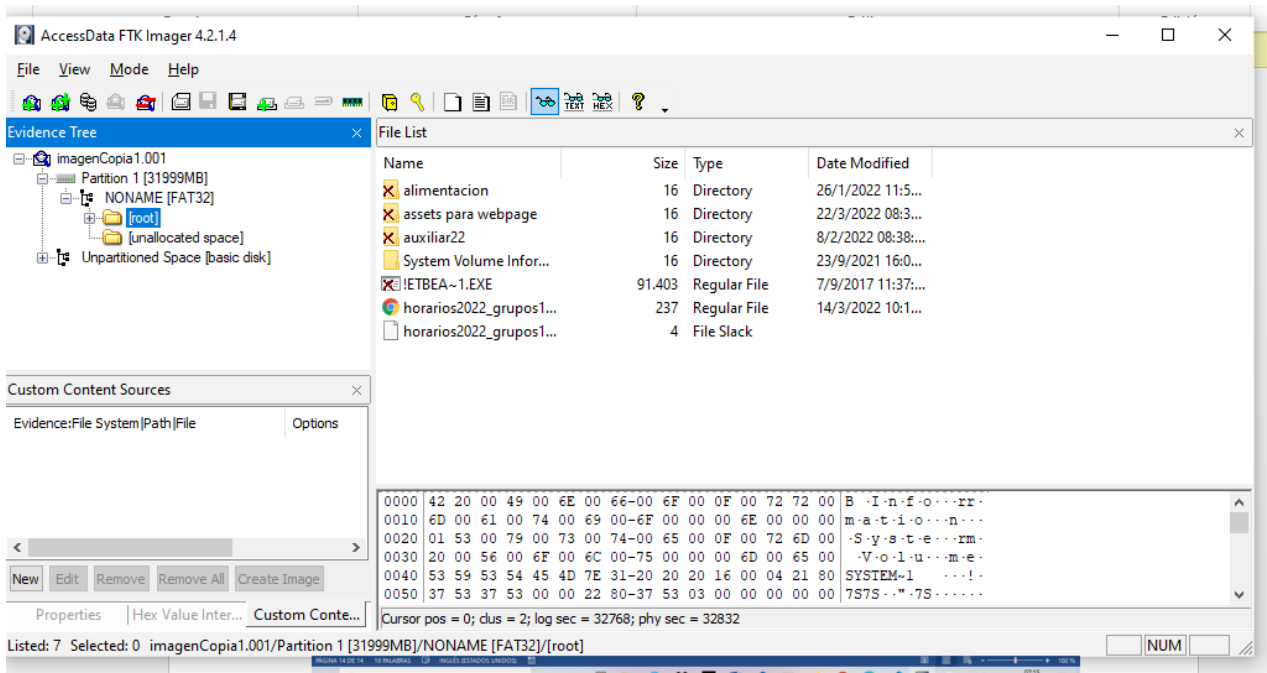 AccessData FTK Imager 4.2.1.4
File View Mode Help
TEXT HEX
Evidence Tree
imagenCopia1.001
Partition 1 [31999MB]
NONAME [FAT32]
[root]
[unallocated space]
Unpartitioned Space [basic disk]
File List
Name Size Type Date Modified
alimentacion 16 Directory 26/1/2022 11:5...
assets para webpage 16 Directory 22/3/2022 08:3...
auxiliar22 16 Directory 8/2/2022 08:38:...
System Volume Infor... 16 Directory 23/9/2021 16:0...
!ETBEA~1.EXE 91.403 Regular File 7/9/2017 11:37:...
horarios2022_grupos1... 237 Regular File 14/3/2022 10:1...
horarios2022_grupos1... 4 File Slack
Custom Content Sources
Evidence:File System|Path|File Options
New Edit Remove Remove All Create Image
Properties Hex Value Inter... Custom Conte...
0000 42 20 00 49 00 6E 00 66-00 6F 00 0F 00 72 72 00 B ·I·n·f·o···rr·
0010 6D 00 61 00 74 00 69 00-6F 00 00 00 6E 00 00 00 m·a·t·i·o···n···
0020 01 53 00 79 00 73 00 74-00 65 00 0F 00 72 6D 00 ·S·y·s·t·e···rm·
0030 20 00 56 00 6F 00 6C 00-75 00 00 00 6D 00 65 00 ·V·o·l·u···m·e·
0040 53 59 53 54 45 4D 7E 31-20 20 20 16 00 04 21 80 SYSTEM~1 ···!·
0050 37 53 37 53 00 00 22 80-37 53 03 00 00 00 00 00 7S7S··"·7S······
Cursor pos = 0; clus = 2; log sec = 32768; phy sec = 32832
Listed: 7 Selected: 0 imagenCopia1.001/Partition 1 [31999MB]/NONAME [FAT32]/[root]
NUM
PÁGINA 14 DE 14 10 PALABRAS INGLÉS (ESTADOS UNIDOS) 102 %